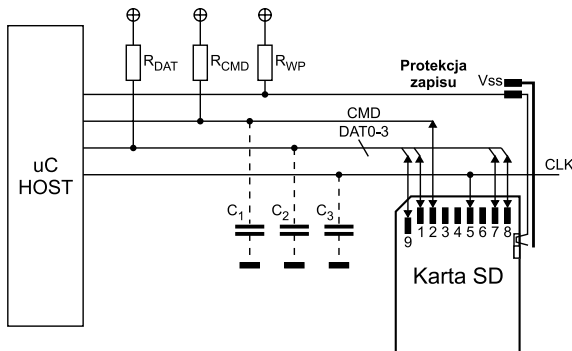 R_DAT
R_CMD
R_WP
Protekcja
zapisu
Vss
CMD
DAT0-3
CLK
uC
HOST
C₁
C₂
C₃
9 1 2 3 4 5 6 7 8
Karta SD